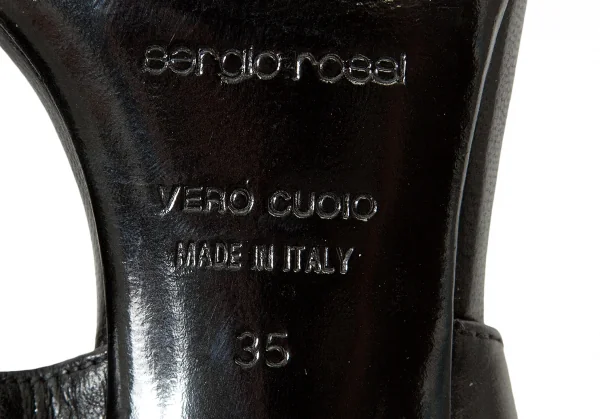 sergio rossi
VERO CUOIO
MADE IN ITALY
35